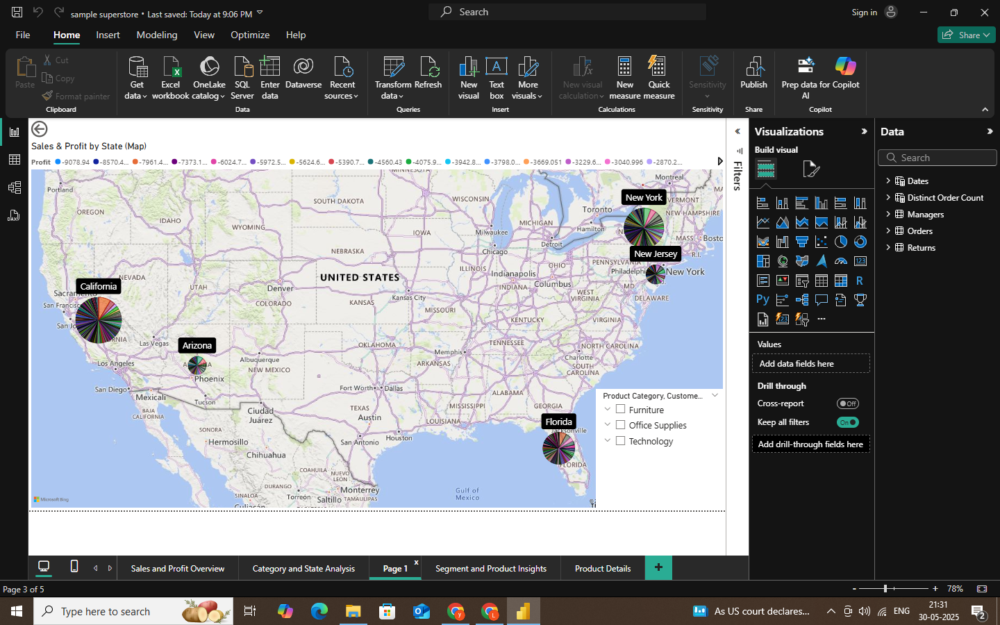 sample superstore • Last saved: Today at 9:06 PM
Search
Sign in
File
Home
Insert
Modeling
View
Optimize
Help
Share
Paste
Cut
Copy
Format painter
Clipboard
Get data
Excel workbook
OneLake catalog
SQL Server
Enter data
Dataverse
Recent sources
Data
Transform data
Refresh
Queries
New visual
Text box
More visuals
Insert
New visual calculation
New measure
Quick measure
Calculations
Sensitivity
Sensitivity
Publish
Share
Prep data for AI
Copilot
Copilot
Sales & Profit by State (Map)
Profit -9078.94 -8570.4... -7961.4... -7373.1... -6024.7... -5972.5... -5624.6... -5390.7... -4560.43 -4075.9... -3942.8... -3798.0... -3669.051 -3229.6... -3040.996 -2870.2...
MINNESOTA
Montreal
Portland
New York
SOUTH DAKOTA
WISCONSIN
VERMONT
OREGON
IDAHO
Toronto
NEW HAMPSHIRE
WYOMING
MICHIGAN
Hamilton
IOWA
Milwaukee
MASS.
Bosto
Detroit
NEBRASKA
Chicago
New Jersey
R.I.
PENNSYLVANIA
ILLINOIS
OHIO
Philadelphi
New York
NEVADA
UNITED STATES
Indianapolis
California
UTAH
Denver
INDIANA
Columbus
MD
Sacramento
Kansas City
WEST VIRGINIA
DELAWARE
San Francisc
COLORADO
KANSAS
MISSOURI
KENTUCKY
VIRGINIA
San Jo
RNIA
Las Vegas
Arizona
OKLAHOMA
TENNESSEE
NORTH CAROLINA
Memphis
Los Angeles
Albuquerque
ARKANSAS
Charlotte
NEW MEXICO
SOUTH CAROLINA
Phoenix
San Diego
Fort Worth
Dallas
Mexicali
ALABAMA
Tucson
MISSISSIPPI
GEORGIA
BAJA CALIFORNIA
Ciudad Juárez
TEXAS
Austin
LOUISIANA
Florida
SONORA
Jacksonville
Hermosillo
San Antonio
Houston
Chihuahua
FLORIDA
COAHUILA
NUEVO LEÓN
DURANGO
Monterrey
Gulf of Mexico
SINALOA
Torreón
Saltillo
TAMAULIPAS
Microsoft Bing
Culiacán
Product Category, Custome...
Furniture
Office Supplies
Technology
Filters
Visualizations
Build visual
Values
Add data fields here
Drill through
Cross-report
Off
Keep all filters
On
Add drill-through fields here
Data
Search
Dates
Distinct Order Count
Managers
Orders
Returns
Sales and Profit Overview
Category and State Analysis
Page 1
Segment and Product Insights
Product Details
Page 3 of 5
78%
Type here to search
As US court declares...
ENG
21:31
30-05-2025
2